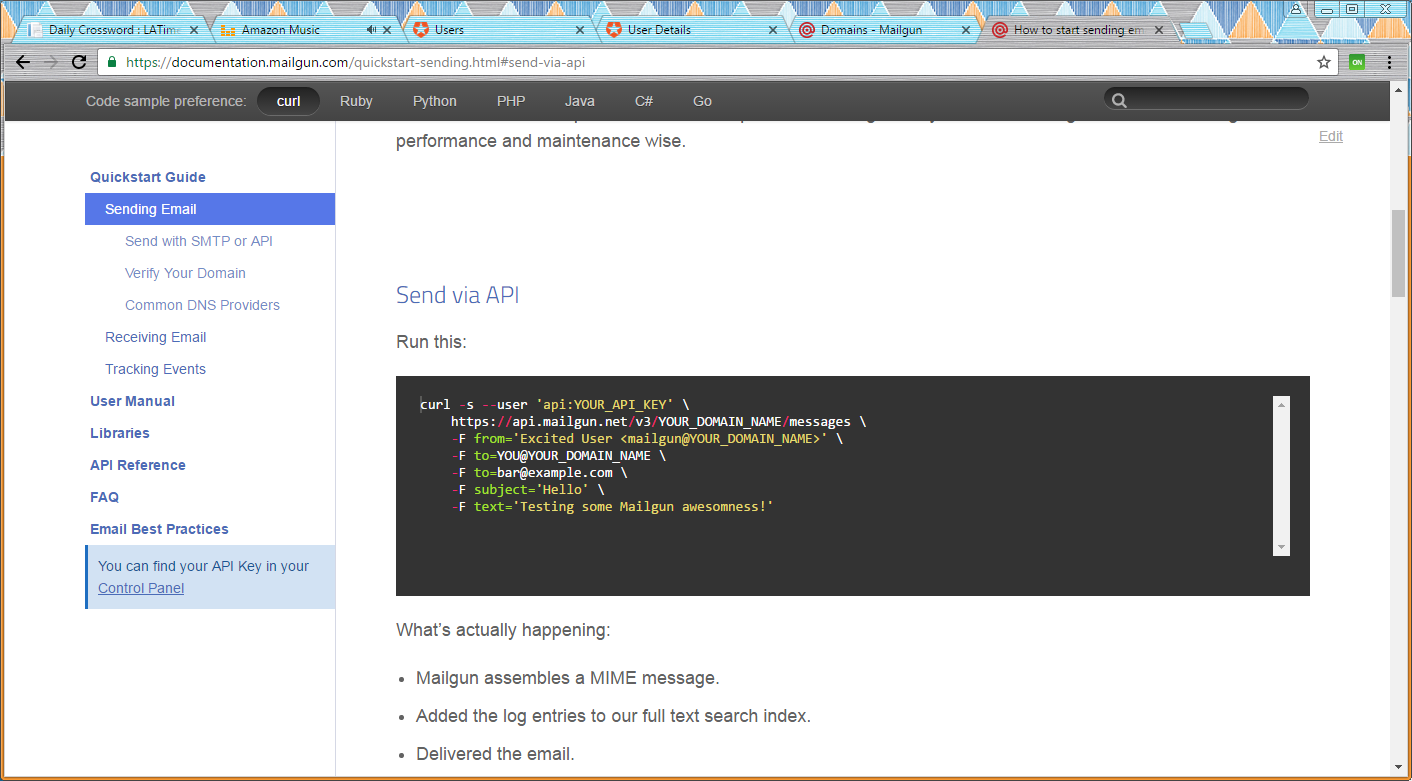 Daily Crossword : LATime
Amazon Music
Users
User Details
Domains - Mailgun
How to start sending em
https://documentation.mailgun.com/quickstart-sending.html#send-via-api
ON
Code sample preference: curl Ruby Python PHP Java C# Go
performance and maintenance wise.
Edit
Quickstart Guide
Sending Email
Send with SMTP or API
Verify Your Domain
Common DNS Providers
Receiving Email
Tracking Events
User Manual
Libraries
API Reference
FAQ
Email Best Practices
You can find your API Key in your
Control Panel
Send via API
Run this:
curl -s --user 'api:YOUR_API_KEY' \
https://api.mailgun.net/v3/YOUR_DOMAIN_NAME/messages \
-F from='Excited User <mailgun@YOUR_DOMAIN_NAME>' \
-F to=YOU@YOUR_DOMAIN_NAME \
-F to=bar@example.com \
-F subject='Hello' \
-F text='Testing some Mailgun awesomness!'
What's actually happening:
• Mailgun assembles a MIME message.
• Added the log entries to our full text search index.
• Delivered the email.